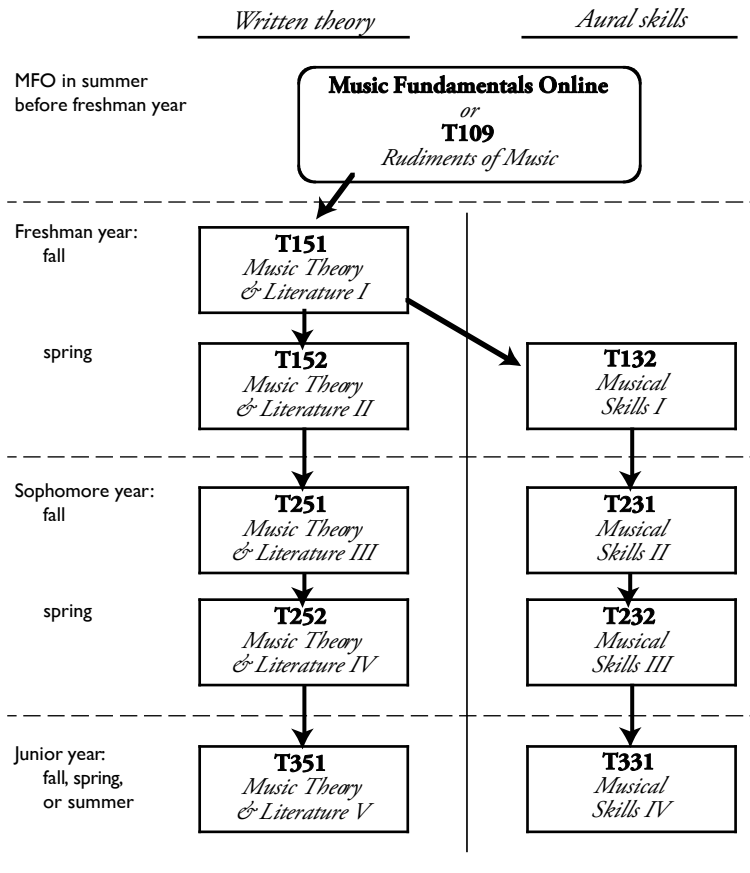 Written theory
Aural skills
MFO in summer
before freshman year
Music Fundamentals Online
or
T109
Rudiments of Music
Freshman year:
fall
T151
Music Theory
& Literature I
spring
T152
Music Theory
& Literature II
T132
Musical
Skills I
Sophomore year:
fall
T251
Music Theory
& Literature III
T231
Musical
Skills II
spring
T252
Music Theory
& Literature IV
T232
Musical
Skills III
Junior year:
fall, spring,
or summer
T351
Music Theory
& Literature V
T331
Musical
Skills IV